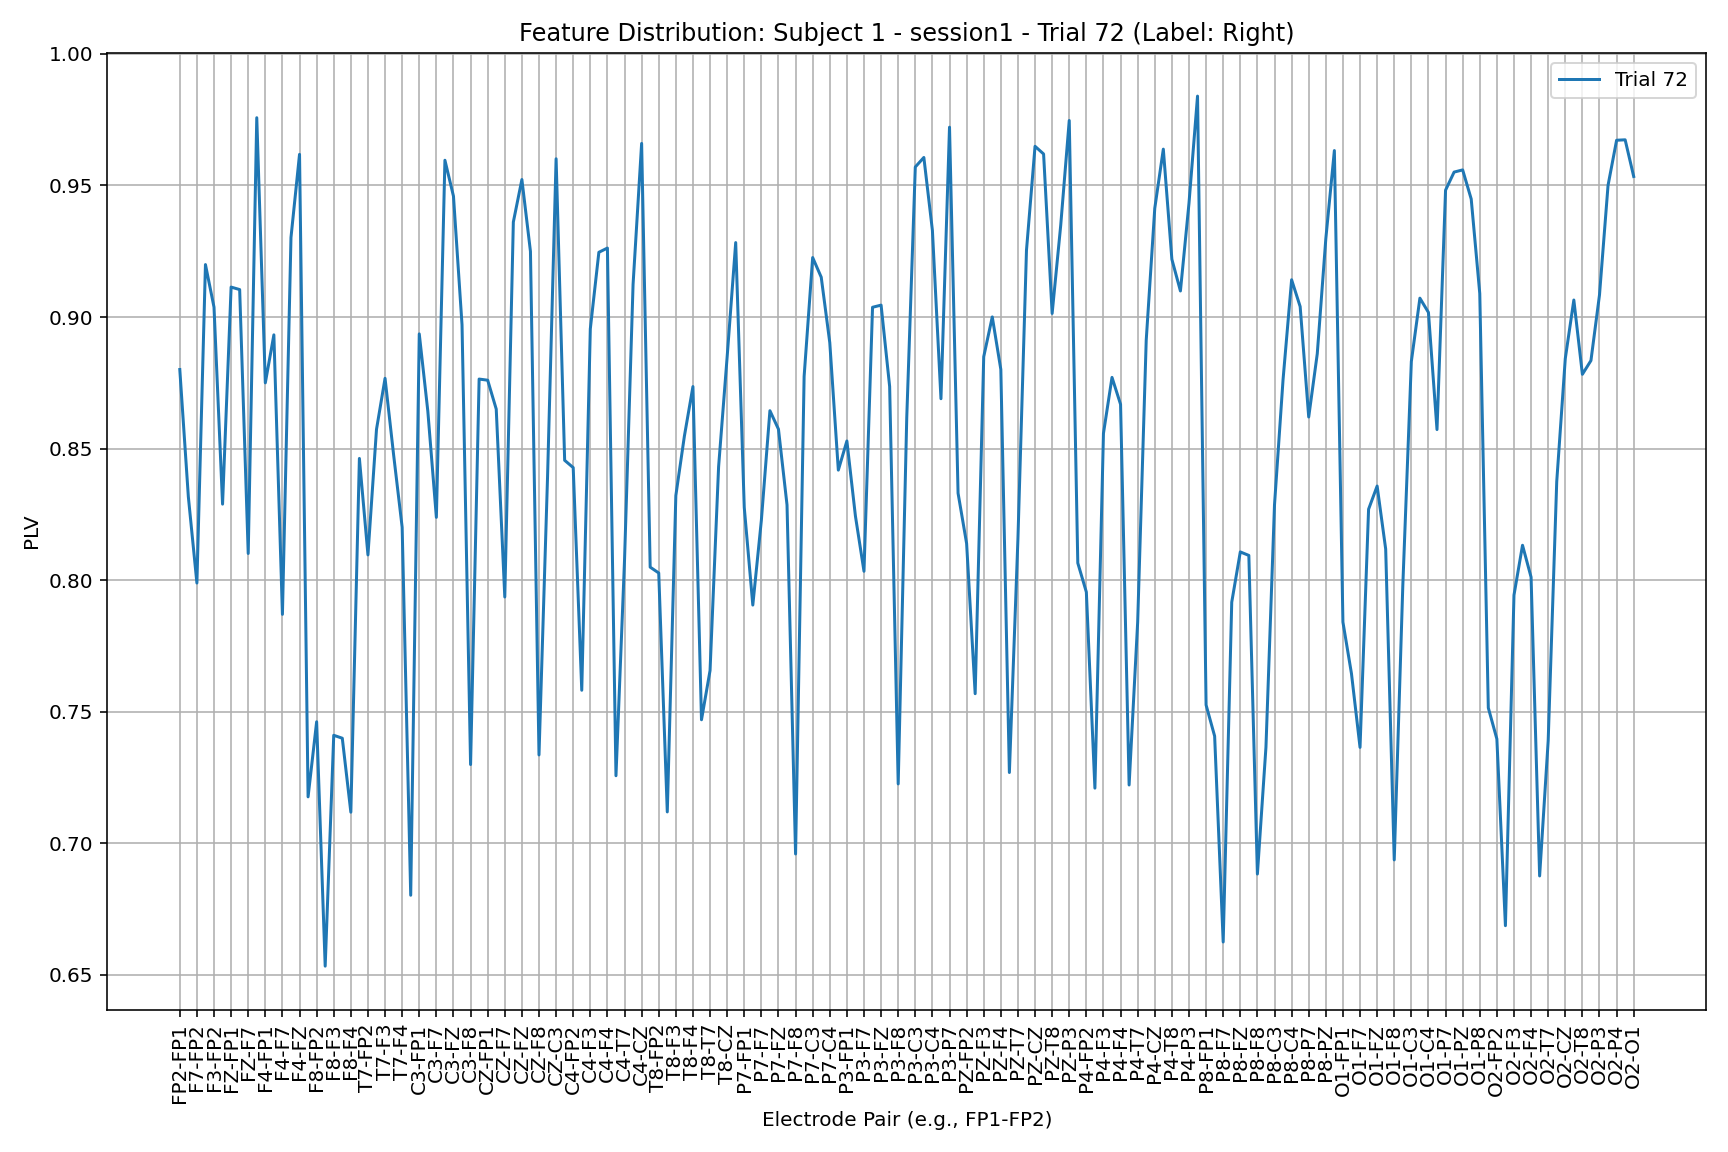 Feature Distribution: Subject 1 - session1 - Trial 72 (Label: Right)
Trial 72
1.00
0.95
0.90
0.85
0.80
0.75
0.70
0.65
PLV
FP2-FP1
F7-FP2
F3-FP2
FZ-FP1
FZ-F7
F4-FP1
F4-F7
F4-FZ
F8-FP2
F8-F3
F8-F4
T7-FP2
T7-F3
T7-F4
C3-FP1
C3-F7
C3-FZ
C3-F8
CZ-FP1
CZ-F7
CZ-FZ
CZ-F8
CZ-C3
C4-FP2
C4-F3
C4-F4
C4-T7
C4-CZ
T8-FP2
T8-F3
T8-F4
T8-T7
T8-CZ
P7-FP1
P7-F7
P7-FZ
P7-F8
P7-C3
P7-C4
P3-FP1
P3-F7
P3-FZ
P3-F8
P3-C3
P3-C4
P3-P7
PZ-FP2
PZ-F3
PZ-F4
PZ-T7
PZ-CZ
PZ-T8
PZ-P3
P4-FP2
P4-F3
P4-F4
P4-T7
P4-CZ
P4-T8
P4-P3
P8-FP1
P8-F7
P8-FZ
P8-F8
P8-C3
P8-C4
P8-P7
P8-PZ
O1-FP1
O1-F7
O1-FZ
O1-F8
O1-C3
O1-C4
O1-P7
O1-PZ
O1-P8
O2-FP2
O2-F3
O2-F4
O2-T7
O2-CZ
O2-T8
O2-P3
O2-P4
O2-O1
Electrode Pair (e.g., FP1-FP2)